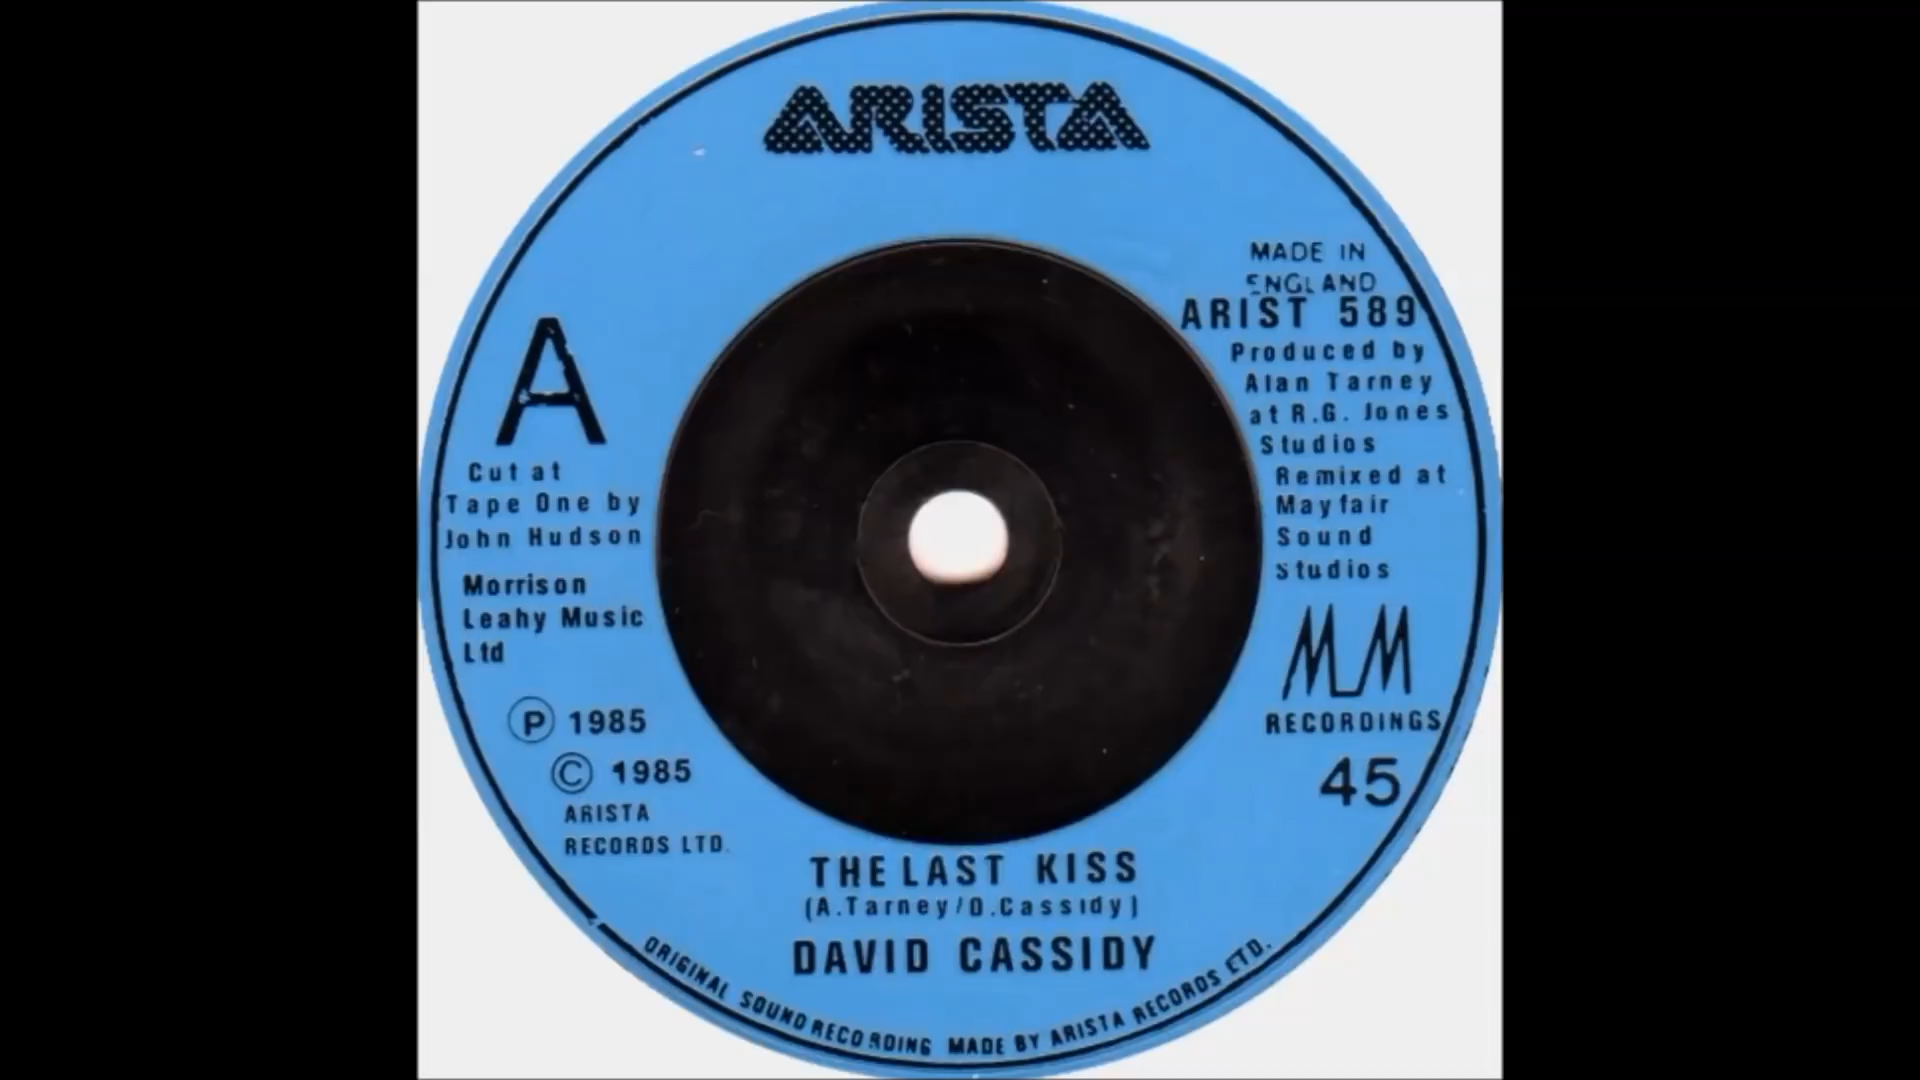 ARISTA
MADE IN
ENGLAND
ARIST 589
Produced by
Alan Tarney
at R.G. Jones
Studios
Remixed at
Mayfair
Sound
Studios
MLM
RECORDINGS
45
A
Cut at
Tape One by
John Hudson
Morrison
Leahy Music
Ltd
Ⓟ 1985
© 1985
ARISTA
RECORDS LTD.
THE LAST KISS
(A.Tarney/D.Cassidy)
DAVID CASSIDY
ORIGINAL SOUND RECORDING MADE BY ARISTA RECORDS LTD.